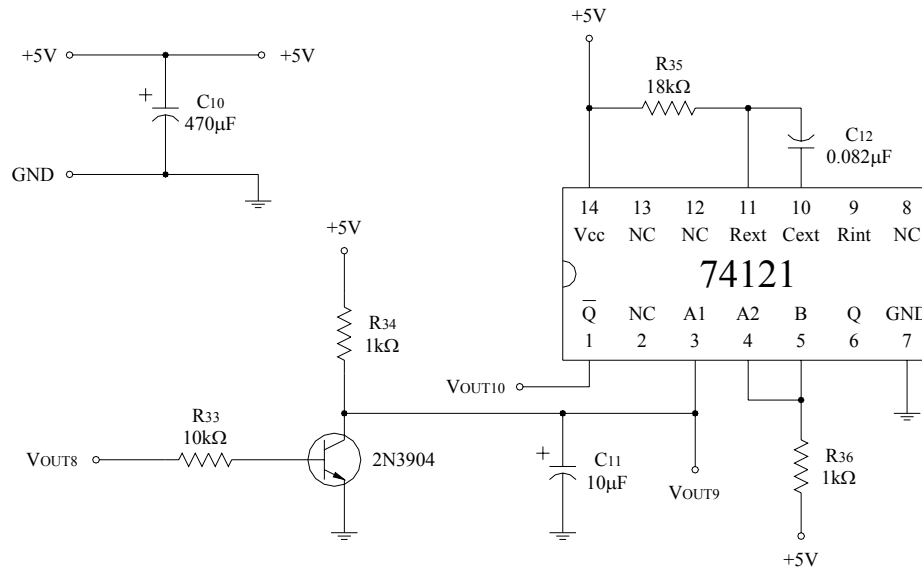 +5V
+5V +5V
R35
18kΩ
C10
470µF
C12
0.082µF
GND
14 13 12 11 10 9 8
Vcc NC NC Rext Cext Rint NC
+5V
74121
Q̅ NC A1 A2 B Q GND
1 2 3 4 5 6 7
R34
1kΩ
VOUT10
R33
10kΩ
VOUT8
2N3904
C11
10µF
VOUT9
R36
1kΩ
+5V